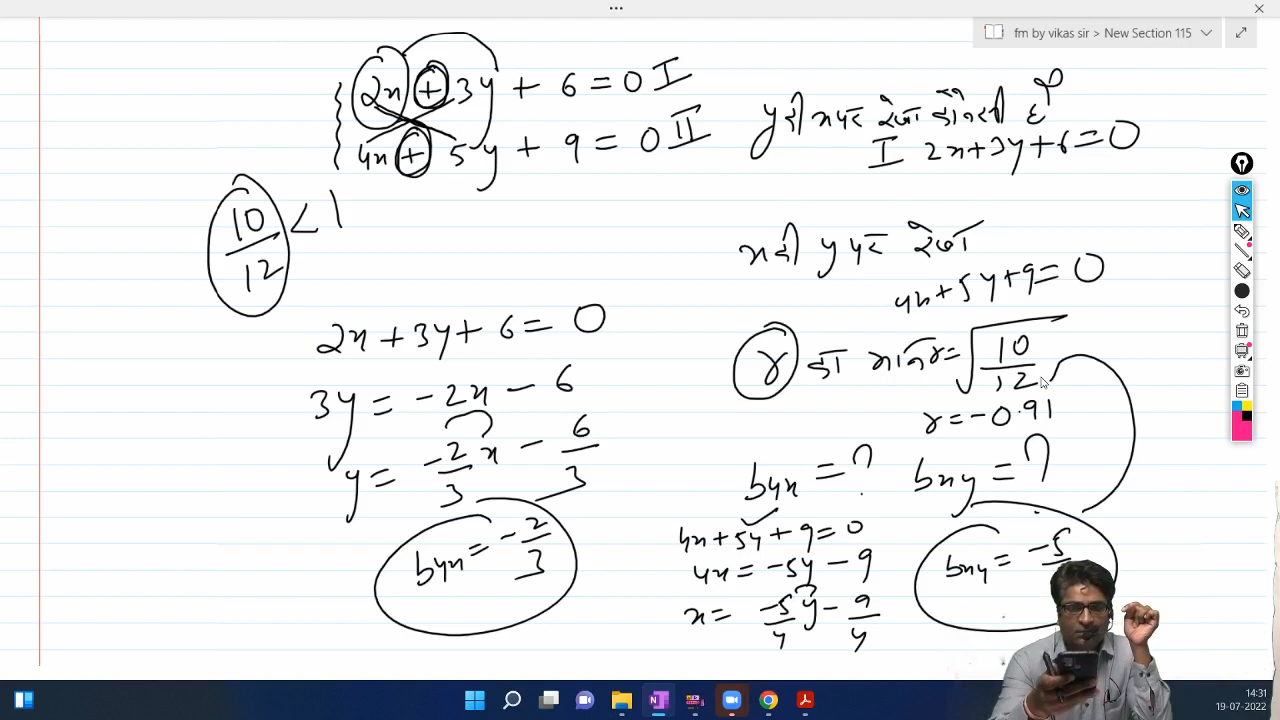 fm by vikas sir > New Section 115
2x + 3y + 6 = 0 I
4x + 5y + 9 = 0 II
y की x पर रेखा
I 2x+3y+6=0
10/12 < 1
x की y पर रेखा
4x+5y+9=0
2x + 3y + 6 = 0
3y = -2x - 6
y = -2/3 x - 6/3
byx = -2/3
r का मान r = √10/12
r = -0.91
byx = ? bxy = ?
4x + 5y + 9 = 0
4x = -5y - 9
x = -5/4 y - 9/4
bxy = -5
14:31
19-07-2022